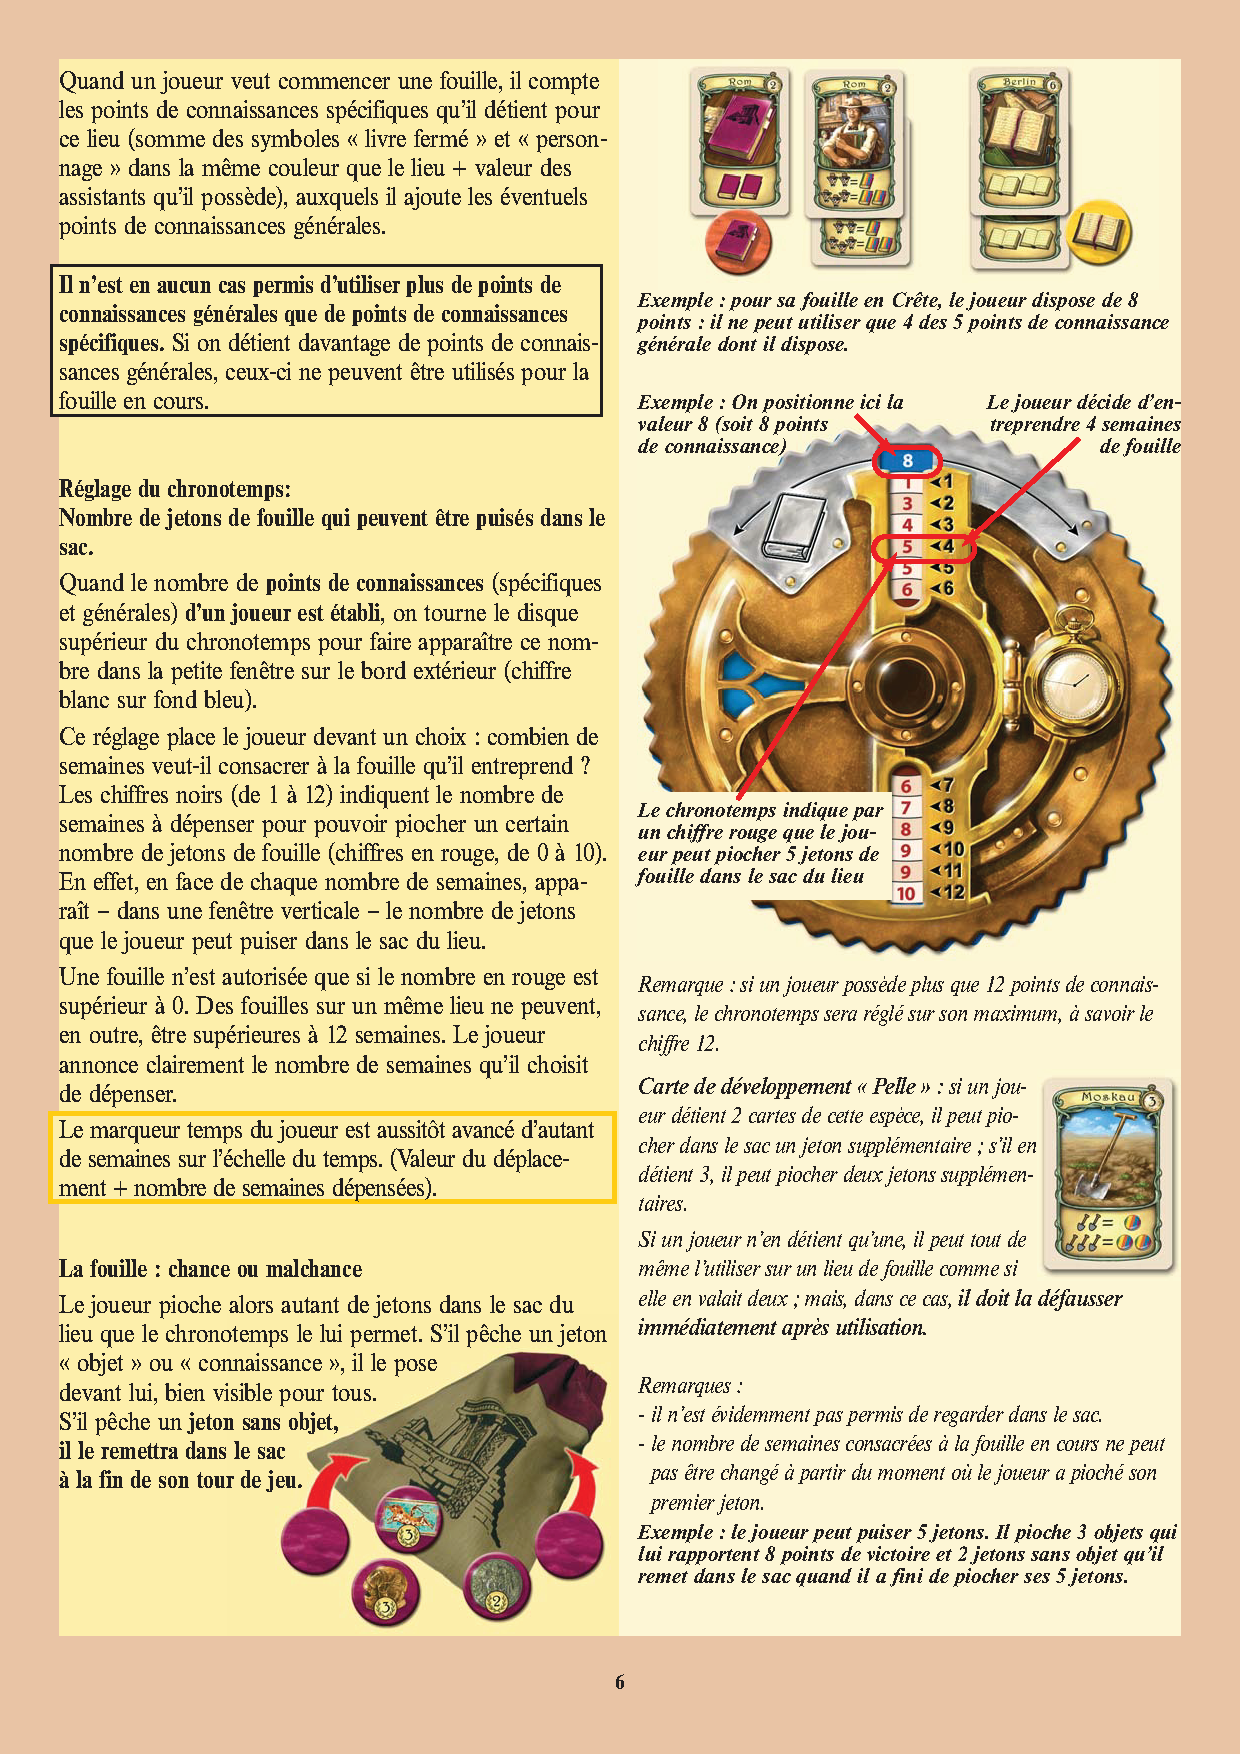 Quand un joueur veut commencer une fouille, il compte
les points de connaissances spécifiques qu’il détient pour
ce lieu (somme des symboles « livre fermé » et « person-
nage » dans la même couleur que le lieu + valeur des
assistants qu’il possède), auxquels il ajoute les éventuels
points de connaissances générales.
Il n’est en aucun cas permis d’utiliser plus de points de
connaissances générales que de points de connaissances
spécifiques. Si on détient davantage de points de connais-
sances générales, ceux-ci ne peuvent être utilisés pour la
fouille en cours.
Réglage du chronotemps:
Nombre de jetons de fouille qui peuvent être puisés dans le
sac.
Quand le nombre de points de connaissances (spécifiques
et générales) d’un joueur est établi, on tourne le disque
supérieur du chronotemps pour faire apparaître ce nom-
bre dans la petite fenêtre sur le bord extérieur (chiffre
blanc sur fond bleu).
Ce réglage place le joueur devant un choix : combien de
semaines veut-il consacrer à la fouille qu’il entreprend ?
Les chiffres noirs (de 1 à 12) indiquent le nombre de
semaines à dépenser pour pouvoir piocher un certain
nombre de jetons de fouille (chiffres en rouge, de 0 à 10).
En effet, en face de chaque nombre de semaines, appa-
raît – dans une fenêtre verticale – le nombre de jetons
que le joueur peut puiser dans le sac du lieu.
Une fouille n’est autorisée que si le nombre en rouge est
supérieur à 0. Des fouilles sur un même lieu ne peuvent,
en outre, être supérieures à 12 semaines. Le joueur
annonce clairement le nombre de semaines qu’il choisit
de dépenser.
Le marqueur temps du joueur est aussitôt avancé d’autant
de semaines sur l’échelle du temps. (Valeur du déplace-
ment + nombre de semaines dépensées).
La fouille : chance ou malchance
Le joueur pioche alors autant de jetons dans le sac du
lieu que le chronotemps le lui permet. S’il pêche un jeton
« objet » ou « connaissance », il le pose
devant lui, bien visible pour tous.
S’il pêche un jeton sans objet,
il le remettra dans le sac
à la fin de son tour de jeu.
3
3
2
Rom 2
Rom 2
Berlin 6
=
=
=
=
Exemple : pour sa fouille en Crête, le joueur dispose de 8
points : il ne peut utiliser que 4 des 5 points de connaissance
générale dont il dispose.
Exemple : On positionne ici la
valeur 8 (soit 8 points
de connaissance)
Le joueur décide d’en-
treprendre 4 semaines
de fouille
8
1 1
3 2
4 3
5 4
5 5
6 6
6 7
7 8
8 9
9 10
9 11
10 12
Le chronotemps indique par
un chiffre rouge que le jou-
eur peut piocher 5 jetons de
fouille dans le sac du lieu
Remarque : si un joueur possède plus que 12 points de connais-
sance, le chronotemps sera réglé sur son maximum, à savoir le
chiffre 12.
Carte de développement « Pelle » : si un jou-
eur détient 2 cartes de cette espèce, il peut pio-
cher dans le sac un jeton supplémentaire ; s’il en
détient 3, il peut piocher deux jetons supplémen-
taires.
Si un joueur n’en détient qu’une, il peut tout de
même l’utiliser sur un lieu de fouille comme si
elle en valait deux ; mais, dans ce cas, il doit la défausser
immédiatement après utilisation.
Moskau 3
=
=
Remarques :
- il n’est évidemment pas permis de regarder dans le sac.
- le nombre de semaines consacrées à la fouille en cours ne peut
pas être changé à partir du moment où le joueur a pioché son
premier jeton.
Exemple : le joueur peut puiser 5 jetons. Il pioche 3 objets qui
lui rapportent 8 points de victoire et 2 jetons sans objet qu’il
remet dans le sac quand il a fini de piocher ses 5 jetons.
6